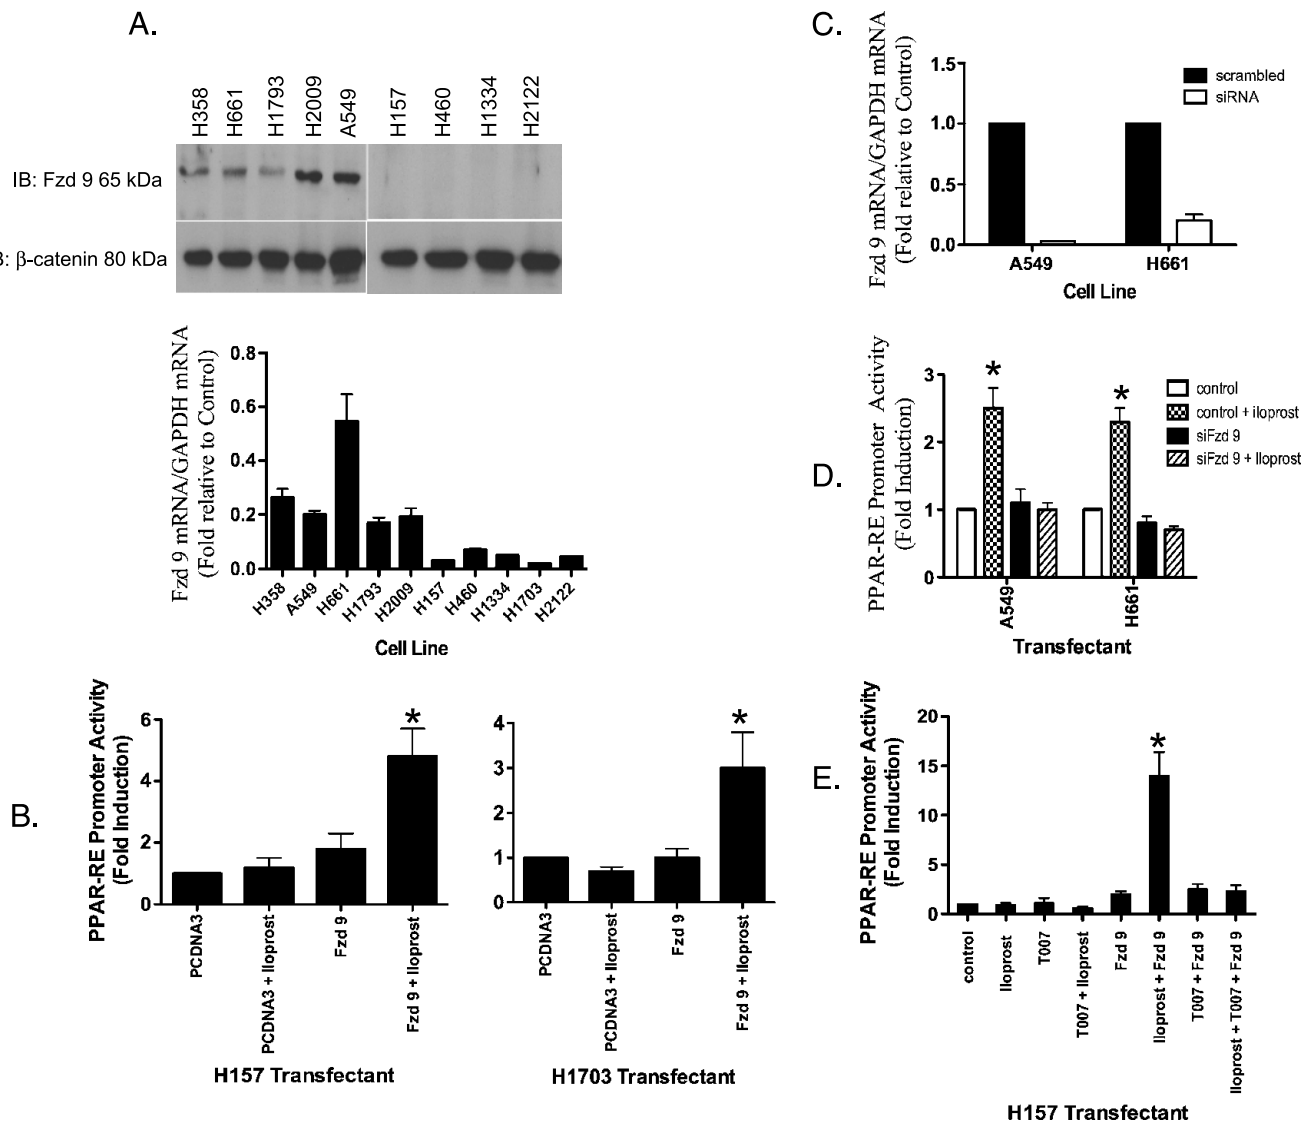 A.
H358 H661 H1793 H2009 A549 H157 H460 H1334 H2122
IB: Fzd 9 65 kDa
B: β-catenin 80 kDa
Fzd 9 mRNA/GAPDH mRNA
(Fold relative to Control)
0.8
0.6
0.4
0.2
0.0
H358 A549 H661 H1793 H2009 H157 H460 H1334 H1703 H2122
Cell Line
B.
PPAR-RE Promoter Activity
(Fold Induction)
6
4
2
0
PCDNA3
PCDNA3 + Iloprost
Fzd 9
Fzd 9 + Iloprost
*
H157 Transfectant
4
3
2
1
0
PCDNA3
PCDNA3 + Iloprost
Fzd 9
Fzd 9 + Iloprost
*
H1703 Transfectant
C.
Fzd 9 mRNA/GAPDH mRNA
(Fold relative to Control)
1.5
1.0
0.5
0.0
scrambled
siRNA
A549 H661
Cell Line
D.
PPAR-RE Promoter Activity
(Fold Induction)
3
2
1
0
* *
control
control + iloprost
siFzd 9
siFzd 9 + Iloprost
A549 H661
Transfectant
E.
PPAR-RE Promoter Activity
(Fold Induction)
20
15
10
5
0
*
control
Iloprost
T007
T007 + Iloprost
Fzd 9
Iloprost + Fzd 9
T007 + Fzd 9
Iloprost + T007 + Fzd 9
H157 Transfectant